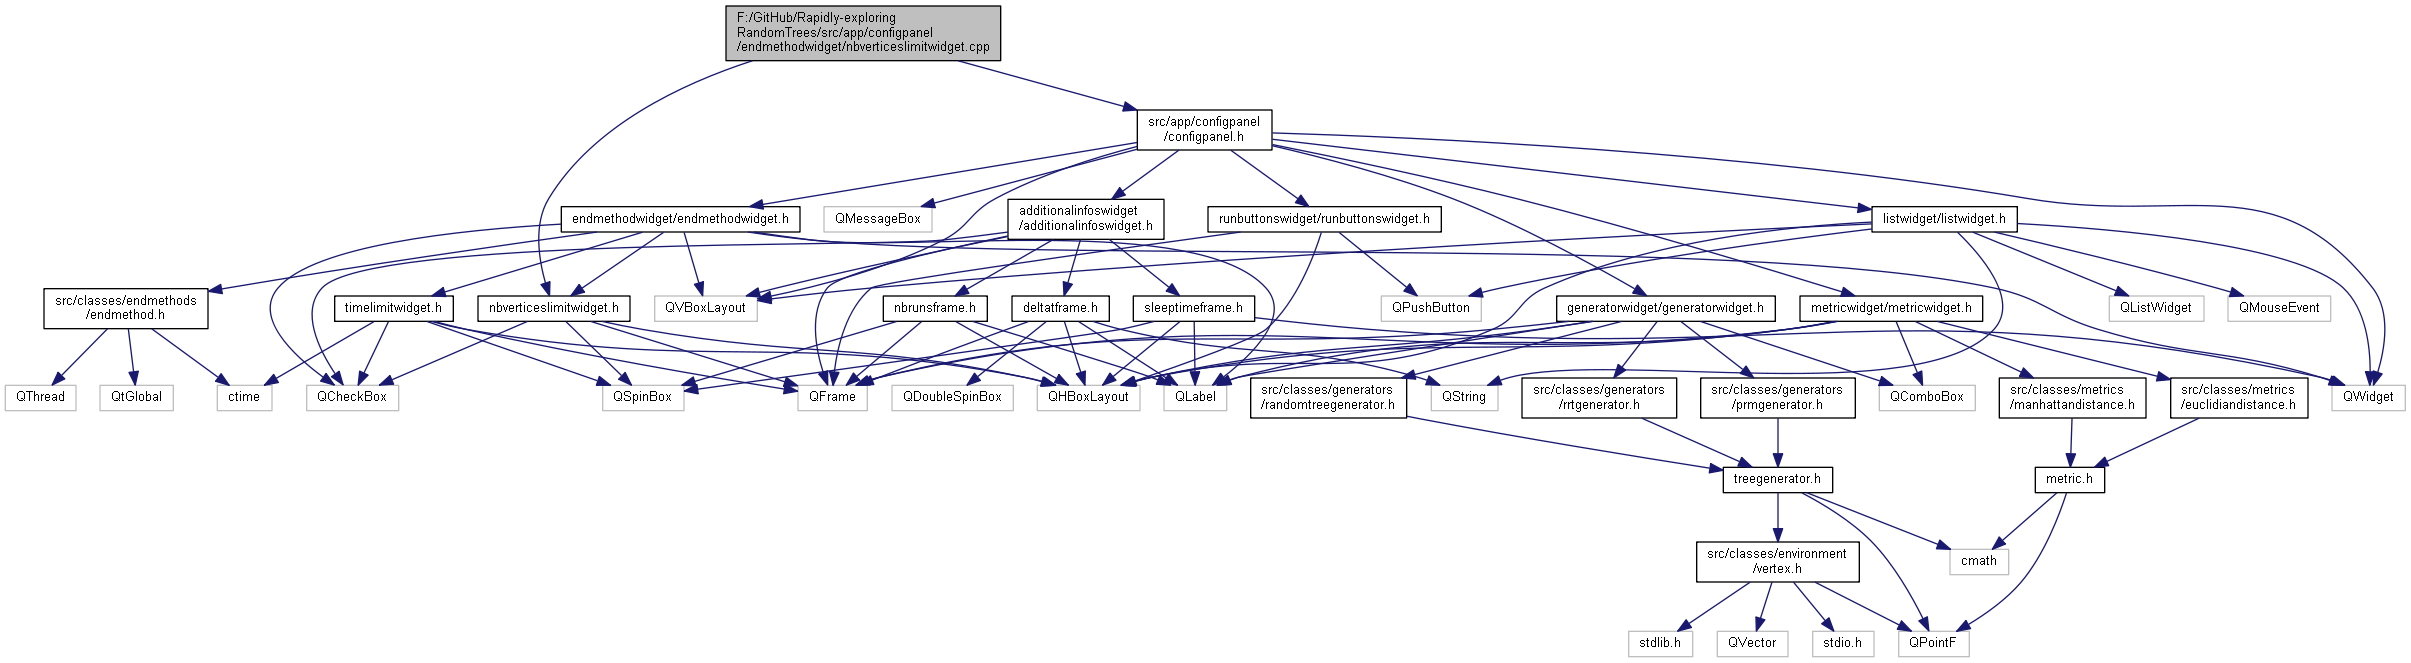 F:/GitHub/Rapidly-exploring
RandomTrees/src/app/configpanel
/endmethodwidget/nbverticeslimitwidget.cpp
src/app/configpanel
/configpanel.h
endmethodwidget/endmethodwidget.h
QMessageBox
additionalinfoswidget
/additionalinfoswidget.h
runbuttonswidget/runbuttonswidget.h
listwidget/listwidget.h
src/classes/endmethods
/endmethod.h
timelimitwidget.h
nbverticeslimitwidget.h
QVBoxLayout
nbrunsframe.h
deltatframe.h
sleeptimeframe.h
QPushButton
generatorwidget/generatorwidget.h
metricwidget/metricwidget.h
QListWidget
QMouseEvent
QThread
QtGlobal
ctime
QCheckBox
QSpinBox
QFrame
QDoubleSpinBox
QHBoxLayout
QLabel
src/classes/generators
/randomtreegenerator.h
QString
src/classes/generators
/rrtgenerator.h
src/classes/generators
/prmgenerator.h
QComboBox
src/classes/metrics
/manhattandistance.h
src/classes/metrics
/euclidiandistance.h
QWidget
treegenerator.h
metric.h
src/classes/environment
/vertex.h
cmath
stdlib.h
QVector
stdio.h
QPointF